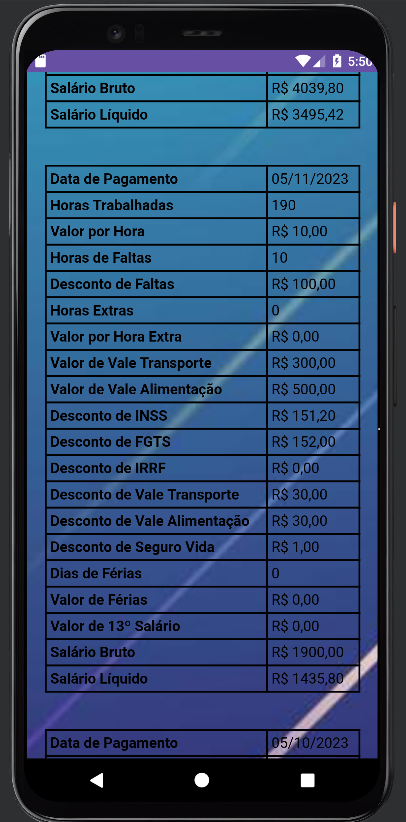 5:50
Salário Bruto R$ 4039,80
Salário Líquido R$ 3495,42
Data de Pagamento 05/11/2023
Horas Trabalhadas 190
Valor por Hora R$ 10,00
Horas de Faltas 10
Desconto de Faltas R$ 100,00
Horas Extras 0
Valor por Hora Extra R$ 0,00
Valor de Vale Transporte R$ 300,00
Valor de Vale Alimentação R$ 500,00
Desconto de INSS R$ 151,20
Desconto de FGTS R$ 152,00
Desconto de IRRF R$ 0,00
Desconto de Vale Transporte R$ 30,00
Desconto de Vale Alimentação R$ 30,00
Desconto de Seguro Vida R$ 1,00
Dias de Férias 0
Valor de Férias R$ 0,00
Valor de 13º Salário R$ 0,00
Salário Bruto R$ 1900,00
Salário Líquido R$ 1435,80
Data de Pagamento 05/10/2023